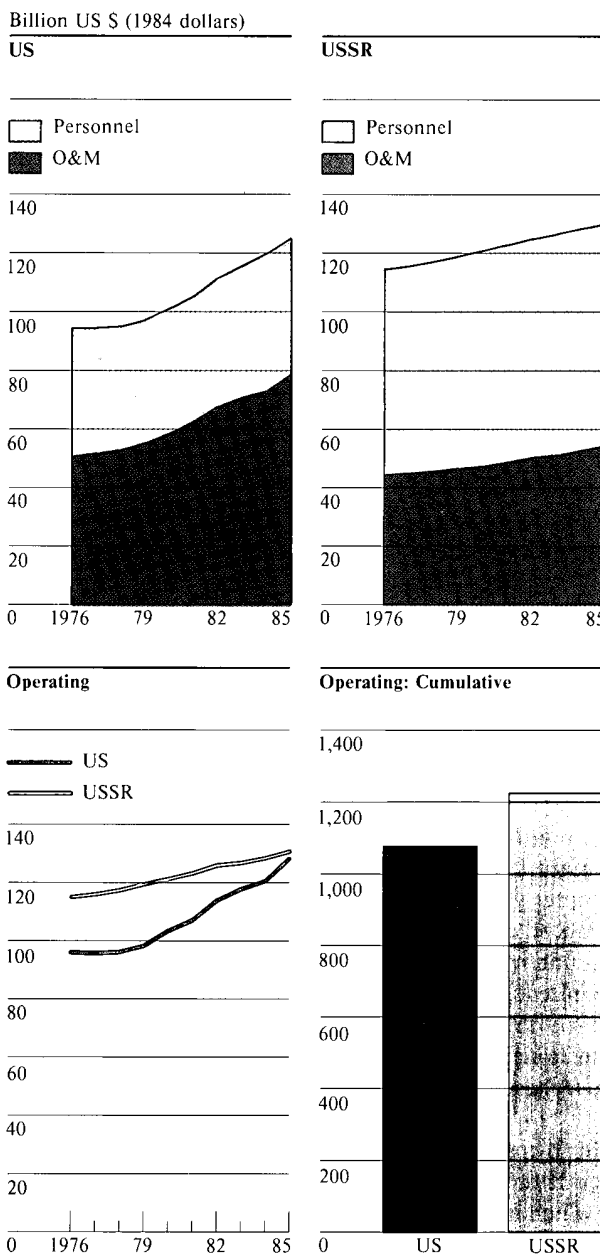 Billion US $ (1984 dollars)
US
Personnel
O&M
140
120
100
80
60
40
20
0 1976 79 82 85
USSR
Personnel
O&M
140
120
100
80
60
40
20
0 1976 79 82 85
Operating
US
USSR
140
120
100
80
60
40
20
0 1976 79 82 85
Operating: Cumulative
1,400
1,200
1,000
800
600
400
200
0 US USSR